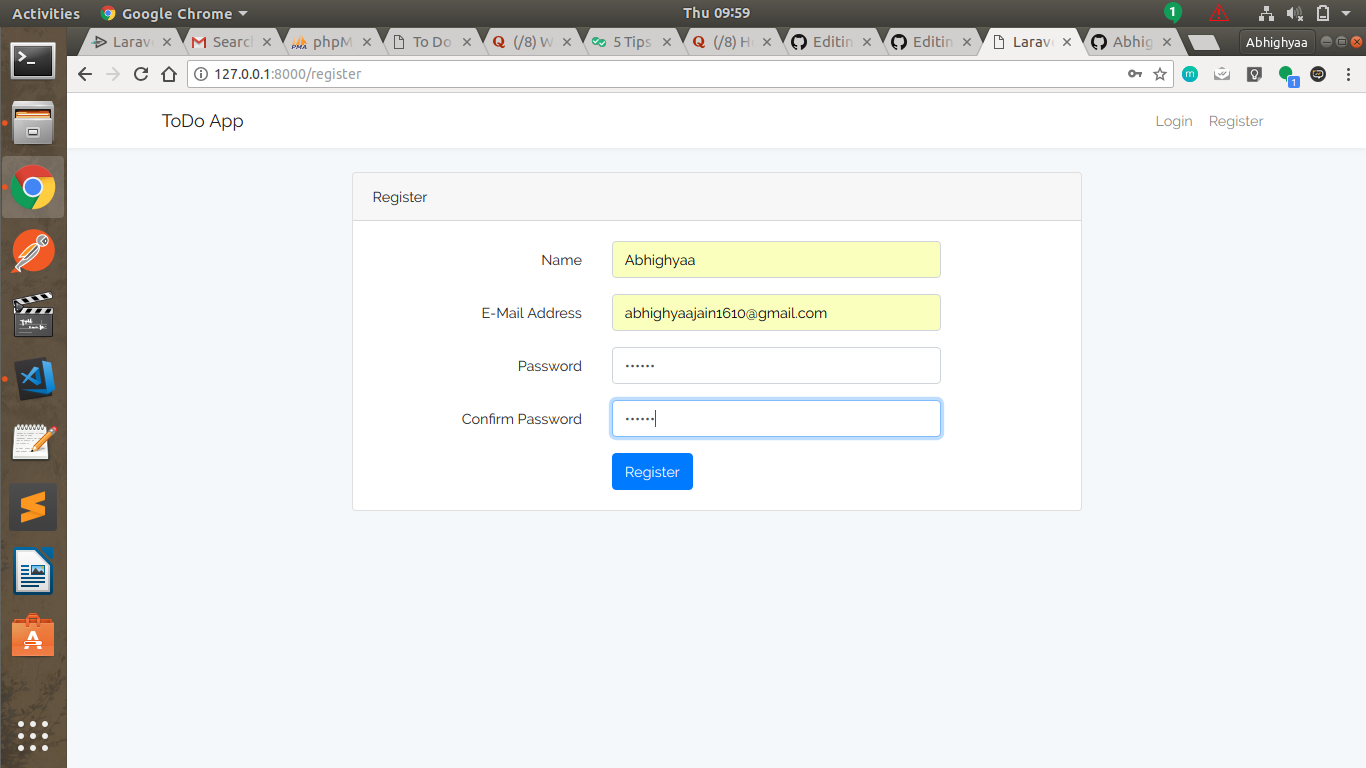 Activities Google Chrome Thu 09:59 1
Larav Search phpM To Do Q (/8) W 5 Tips Q (/8) H Editin Editin Larave Abhig Abhighyaa
127.0.0.1:8000/register 1
ToDo App Login Register
Register
Name Abhighyaa
E-Mail Address abhighyaajain1610@gmail.com
Password ••••••
Confirm Password ••••••
Register